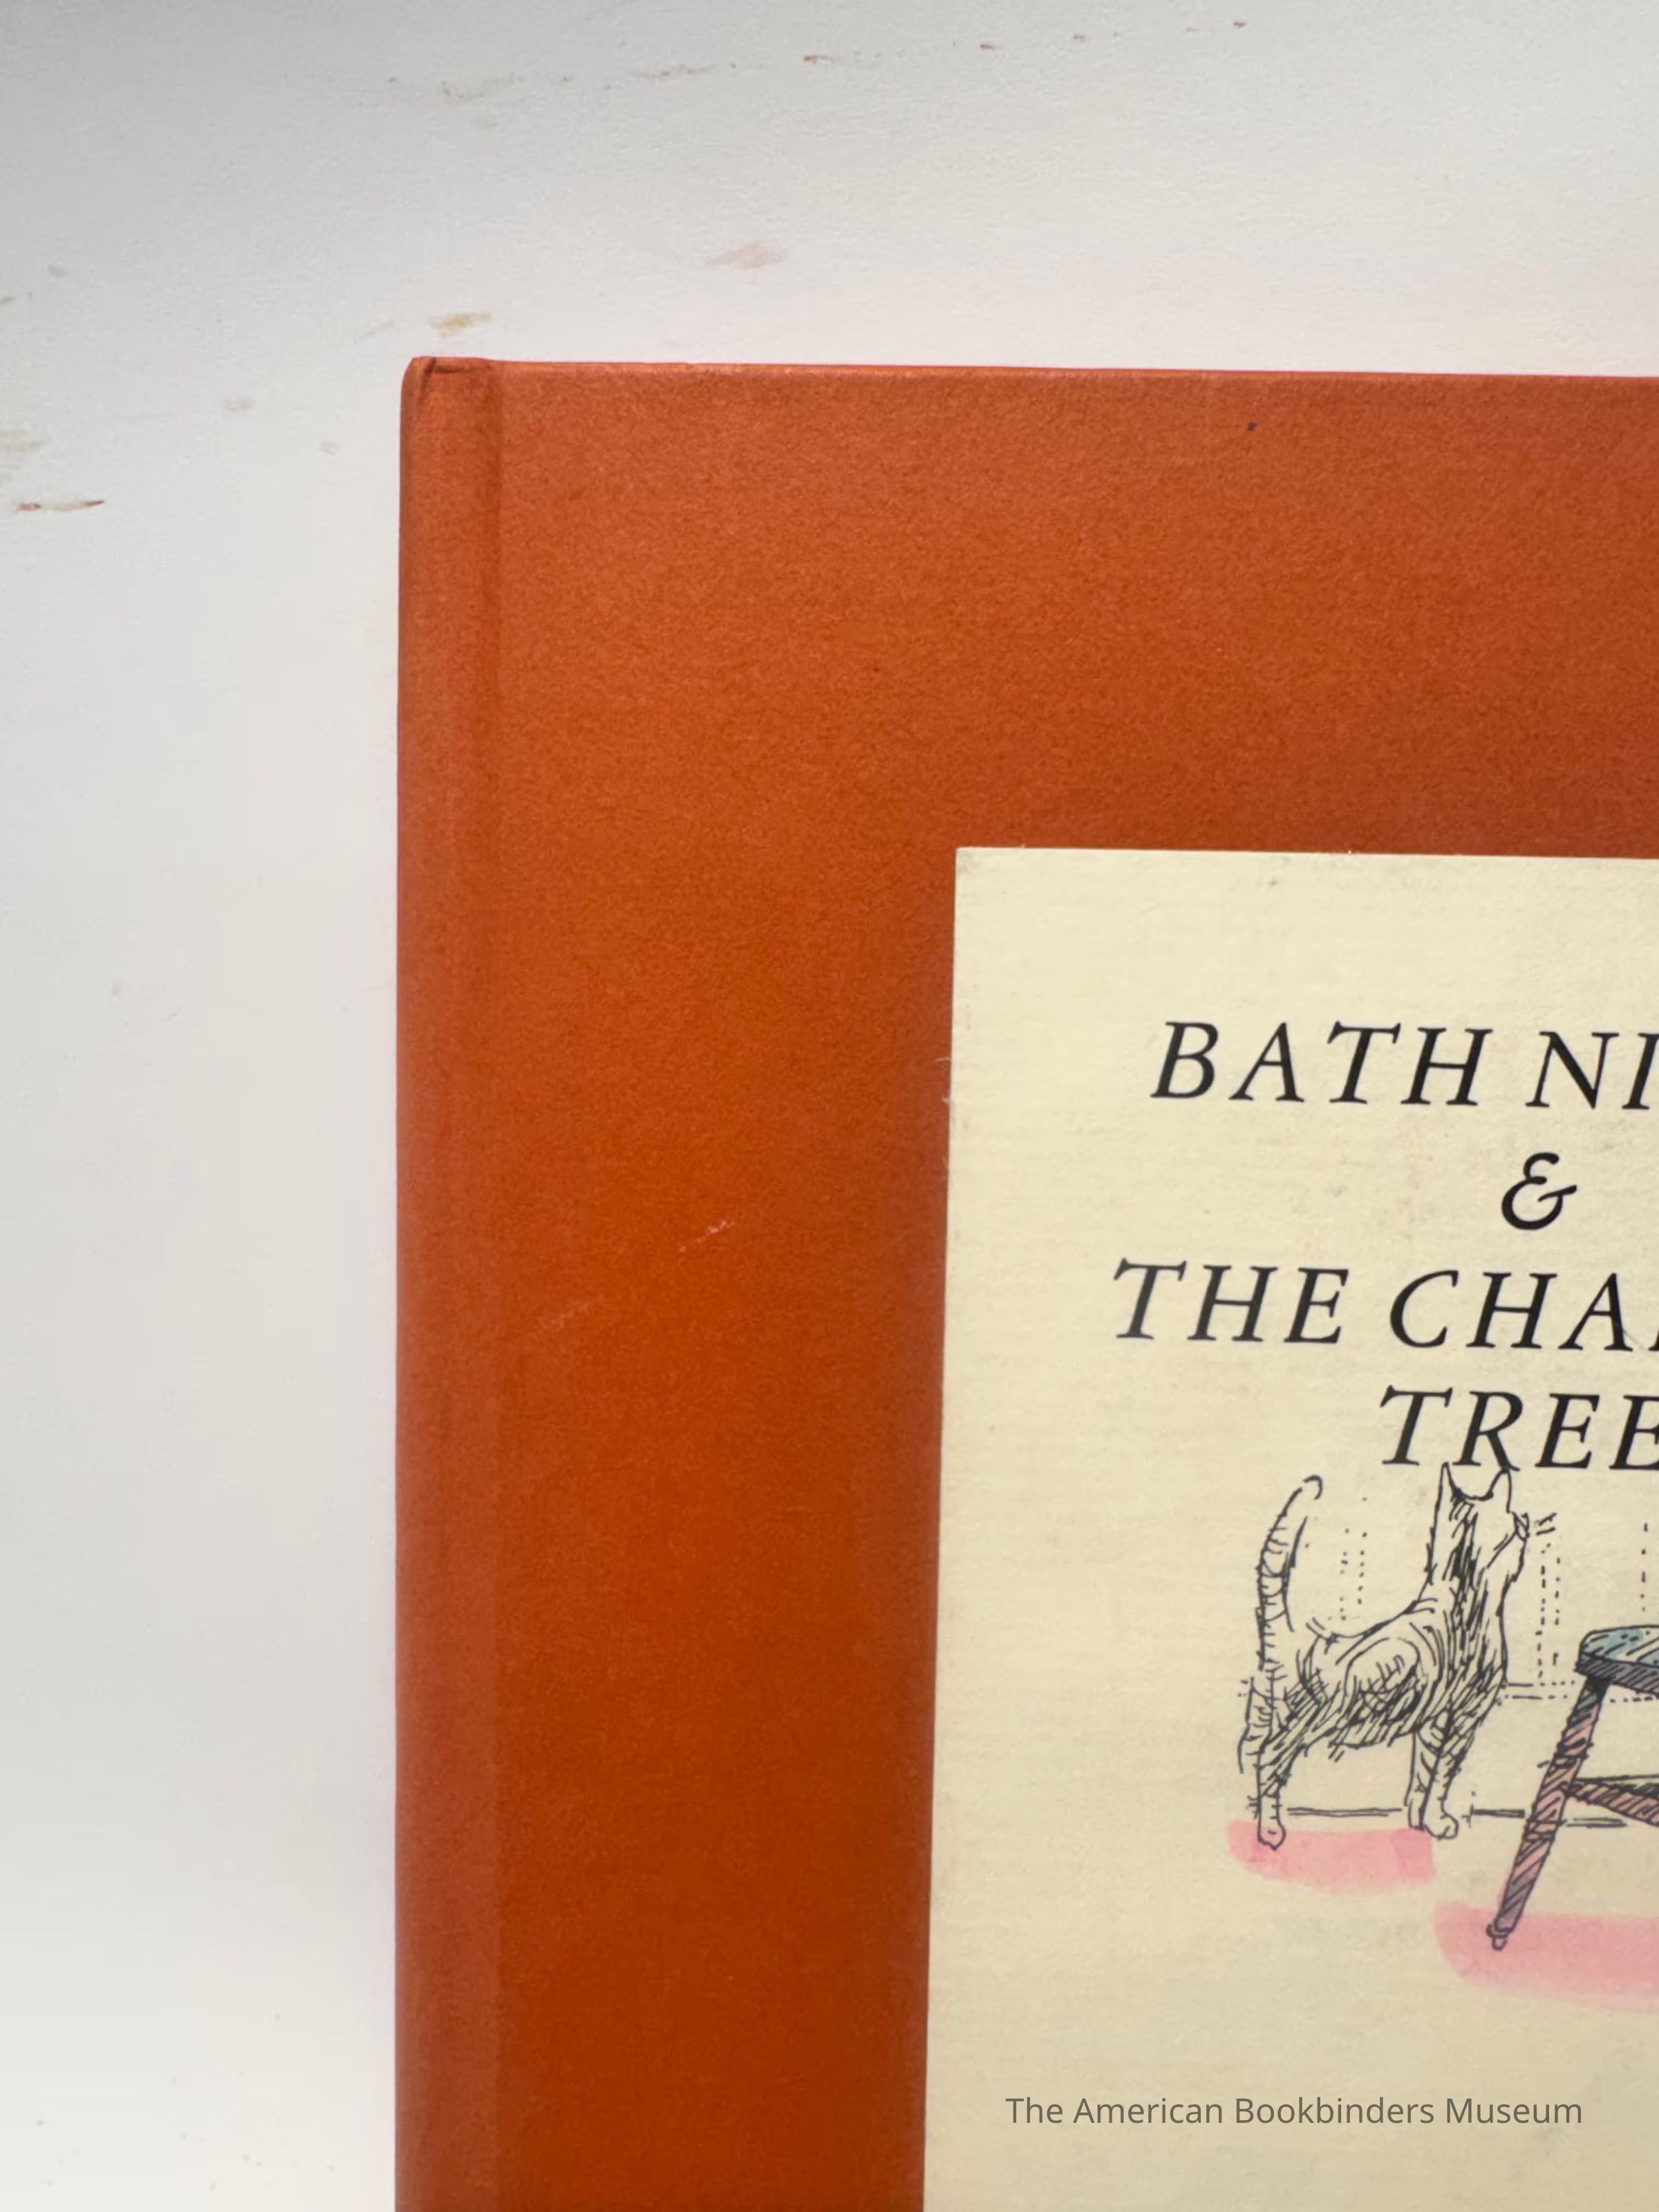 BATH NI
&
THE CHA
TREE
The American Bookbinders Museum